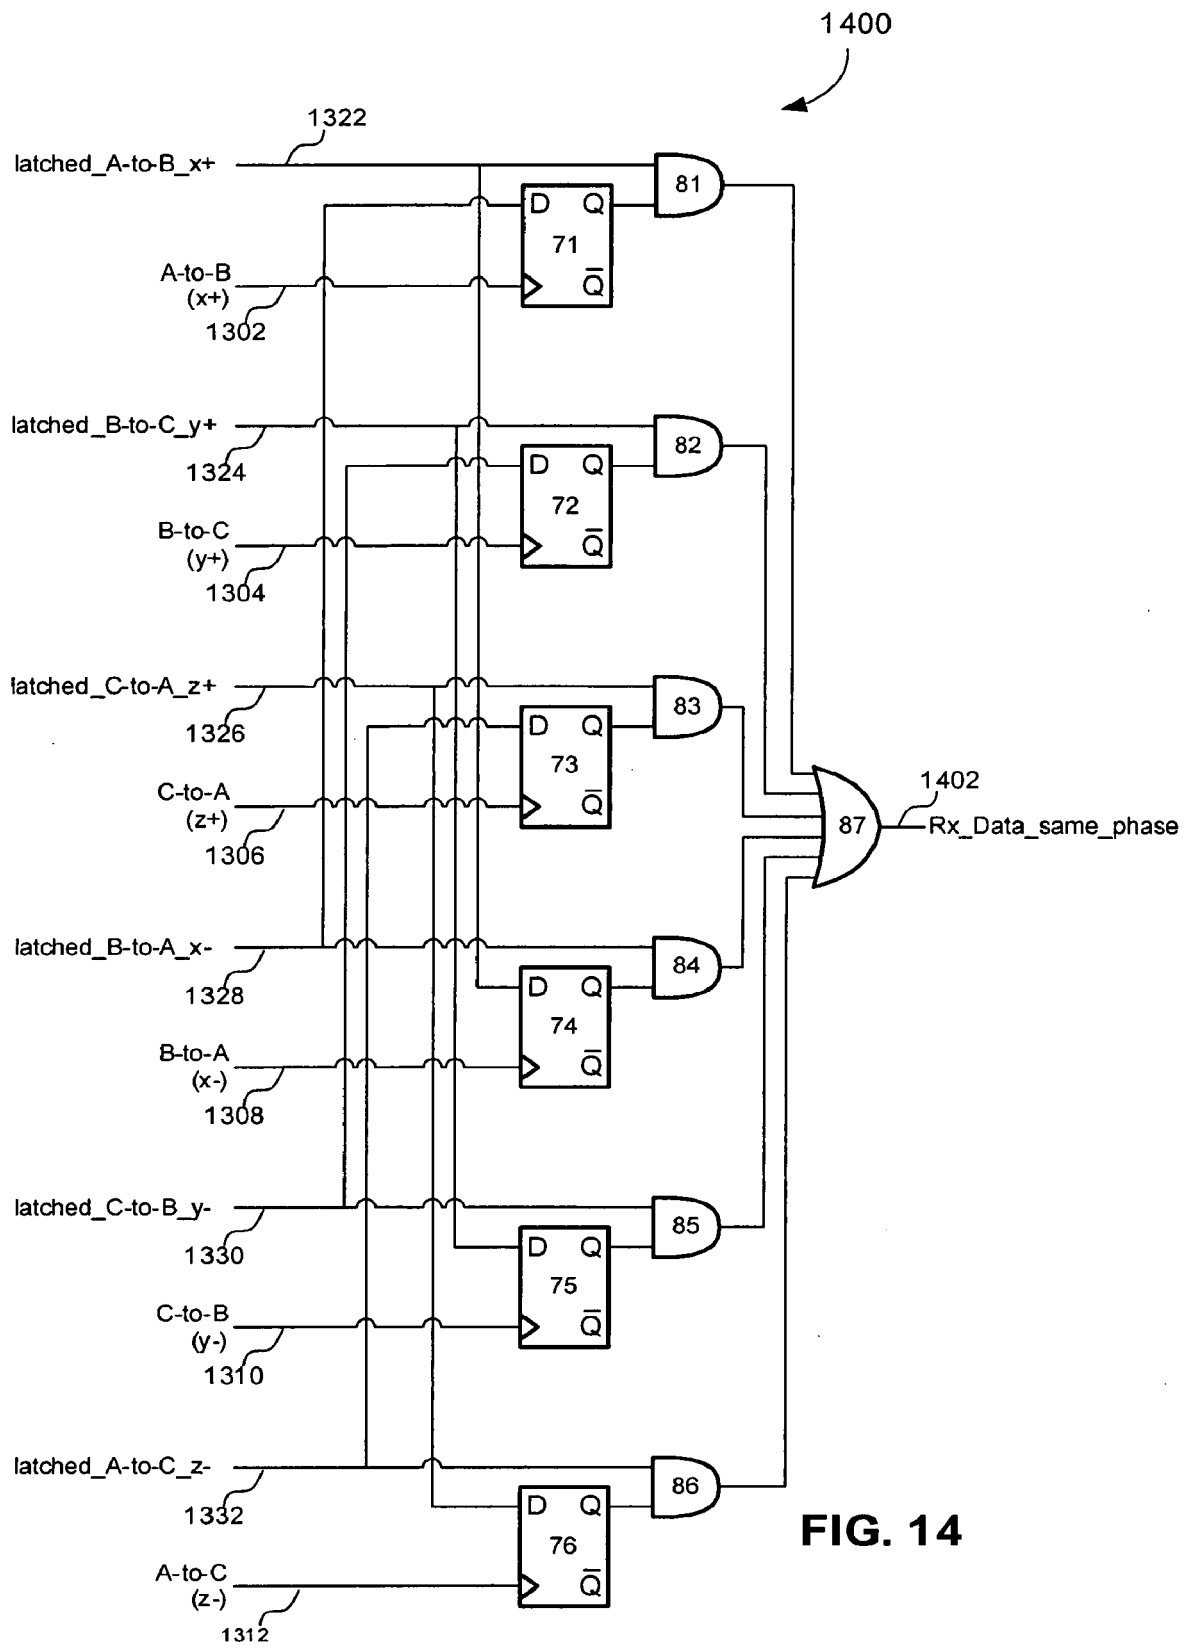 1400
1322
latched_A-to-B_x+
81
D Q
71
A-to-B
(x+)
Q
1302
latched_B-to-C_y+
82
1324
D Q
72
B-to-C
(y+)
Q
1304
latched_C-to-A_z+
83
1326
D Q
73
C-to-A
(z+)
Q
1306
87
1402
Rx_Data_same_phase
latched_B-to-A_x-
84
1328
D Q
74
B-to-A
(x-)
Q
1308
latched_C-to-B_y-
85
1330
D Q
75
C-to-B
(y-)
Q
1310
latched_A-to-C_z-
86
1332
D Q
76
A-to-C
(z-)
Q
1312
FIG. 14